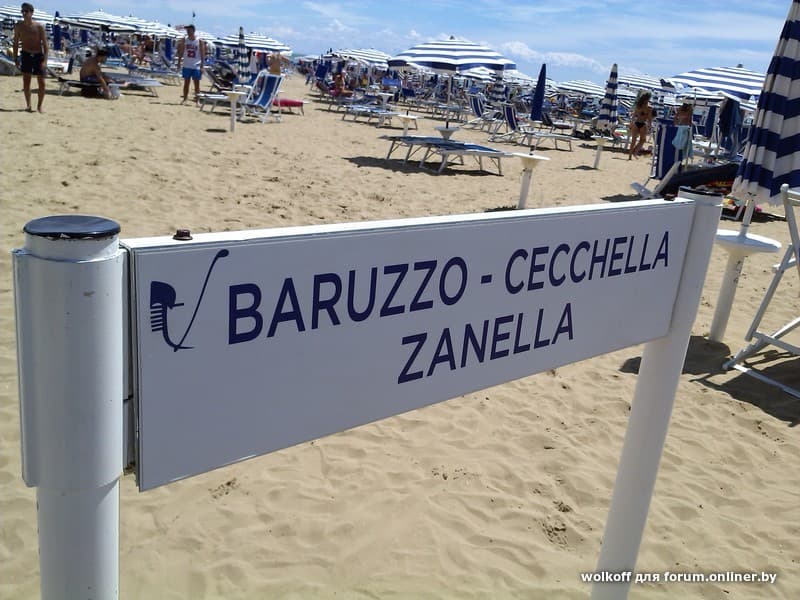 BARUZZO - CECCHELLA
ZANELLA
wolkoff для forum.onliner.by